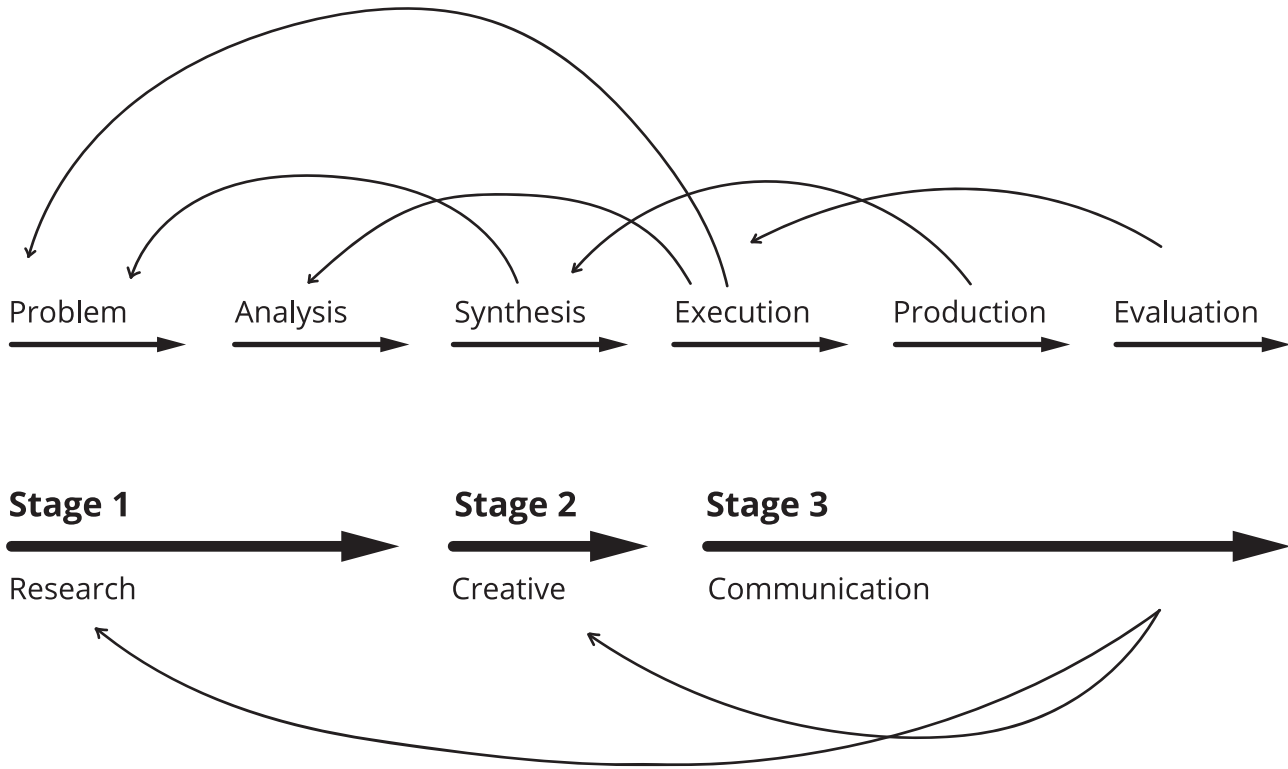 Problem Analysis Synthesis Execution Production Evaluation
Stage 1 Stage 2 Stage 3
Research Creative Communication